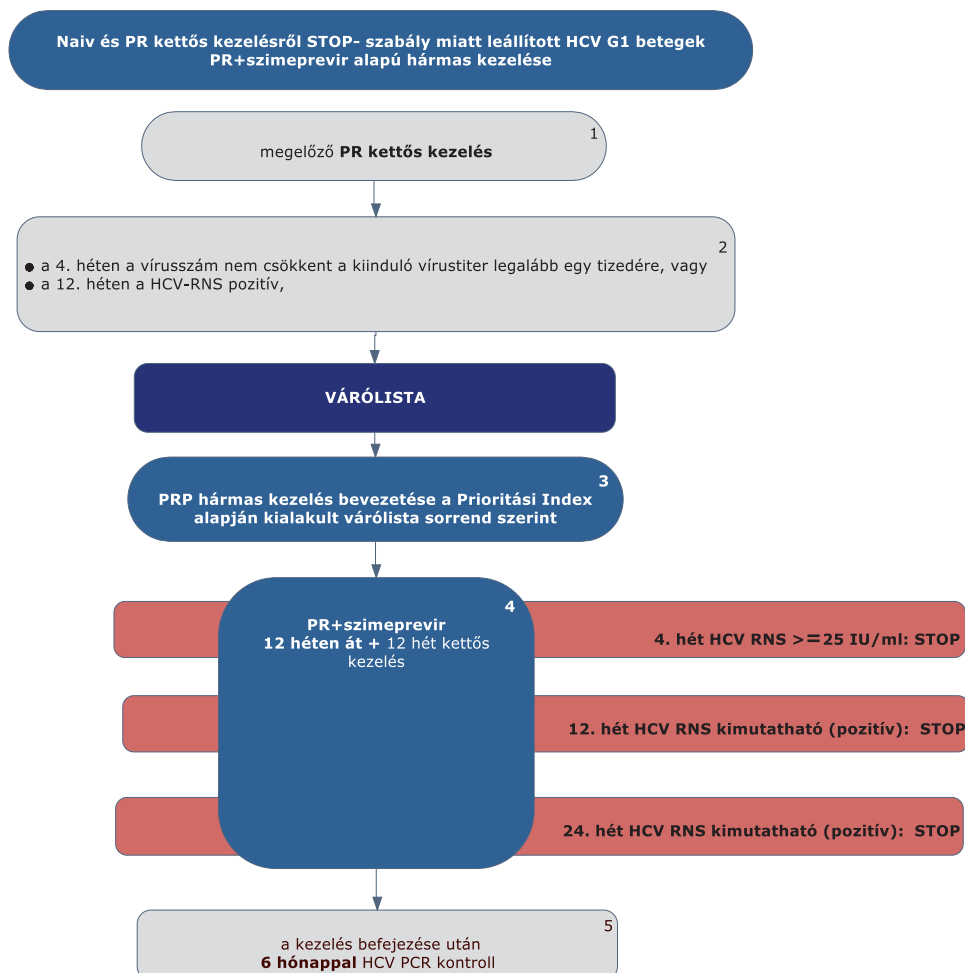 Naiv és PR kettős kezelésről STOP- szabály miatt leállított HCV G1 betegek
PR+szimeprevir alapú hármas kezelése
1
megelőző PR kettős kezelés
2
● a 4. héten a vírusszám nem csökkent a kiinduló vírustiter legalább egy tizedére, vagy
● a 12. héten a HCV-RNS pozitív,
VÁRÓLISTA
3
PRP hármas kezelés bevezetése a Prioritási Index
alapján kialakult várólista sorrend szerint
4
PR+szimeprevir
12 héten át + 12 hét kettős
kezelés
4. hét HCV RNS >=25 IU/ml: STOP
12. hét HCV RNS kimutatható (pozitív): STOP
24. hét HCV RNS kimutatható (pozitív): STOP
5
a kezelés befejezése után
6 hónappal HCV PCR kontroll